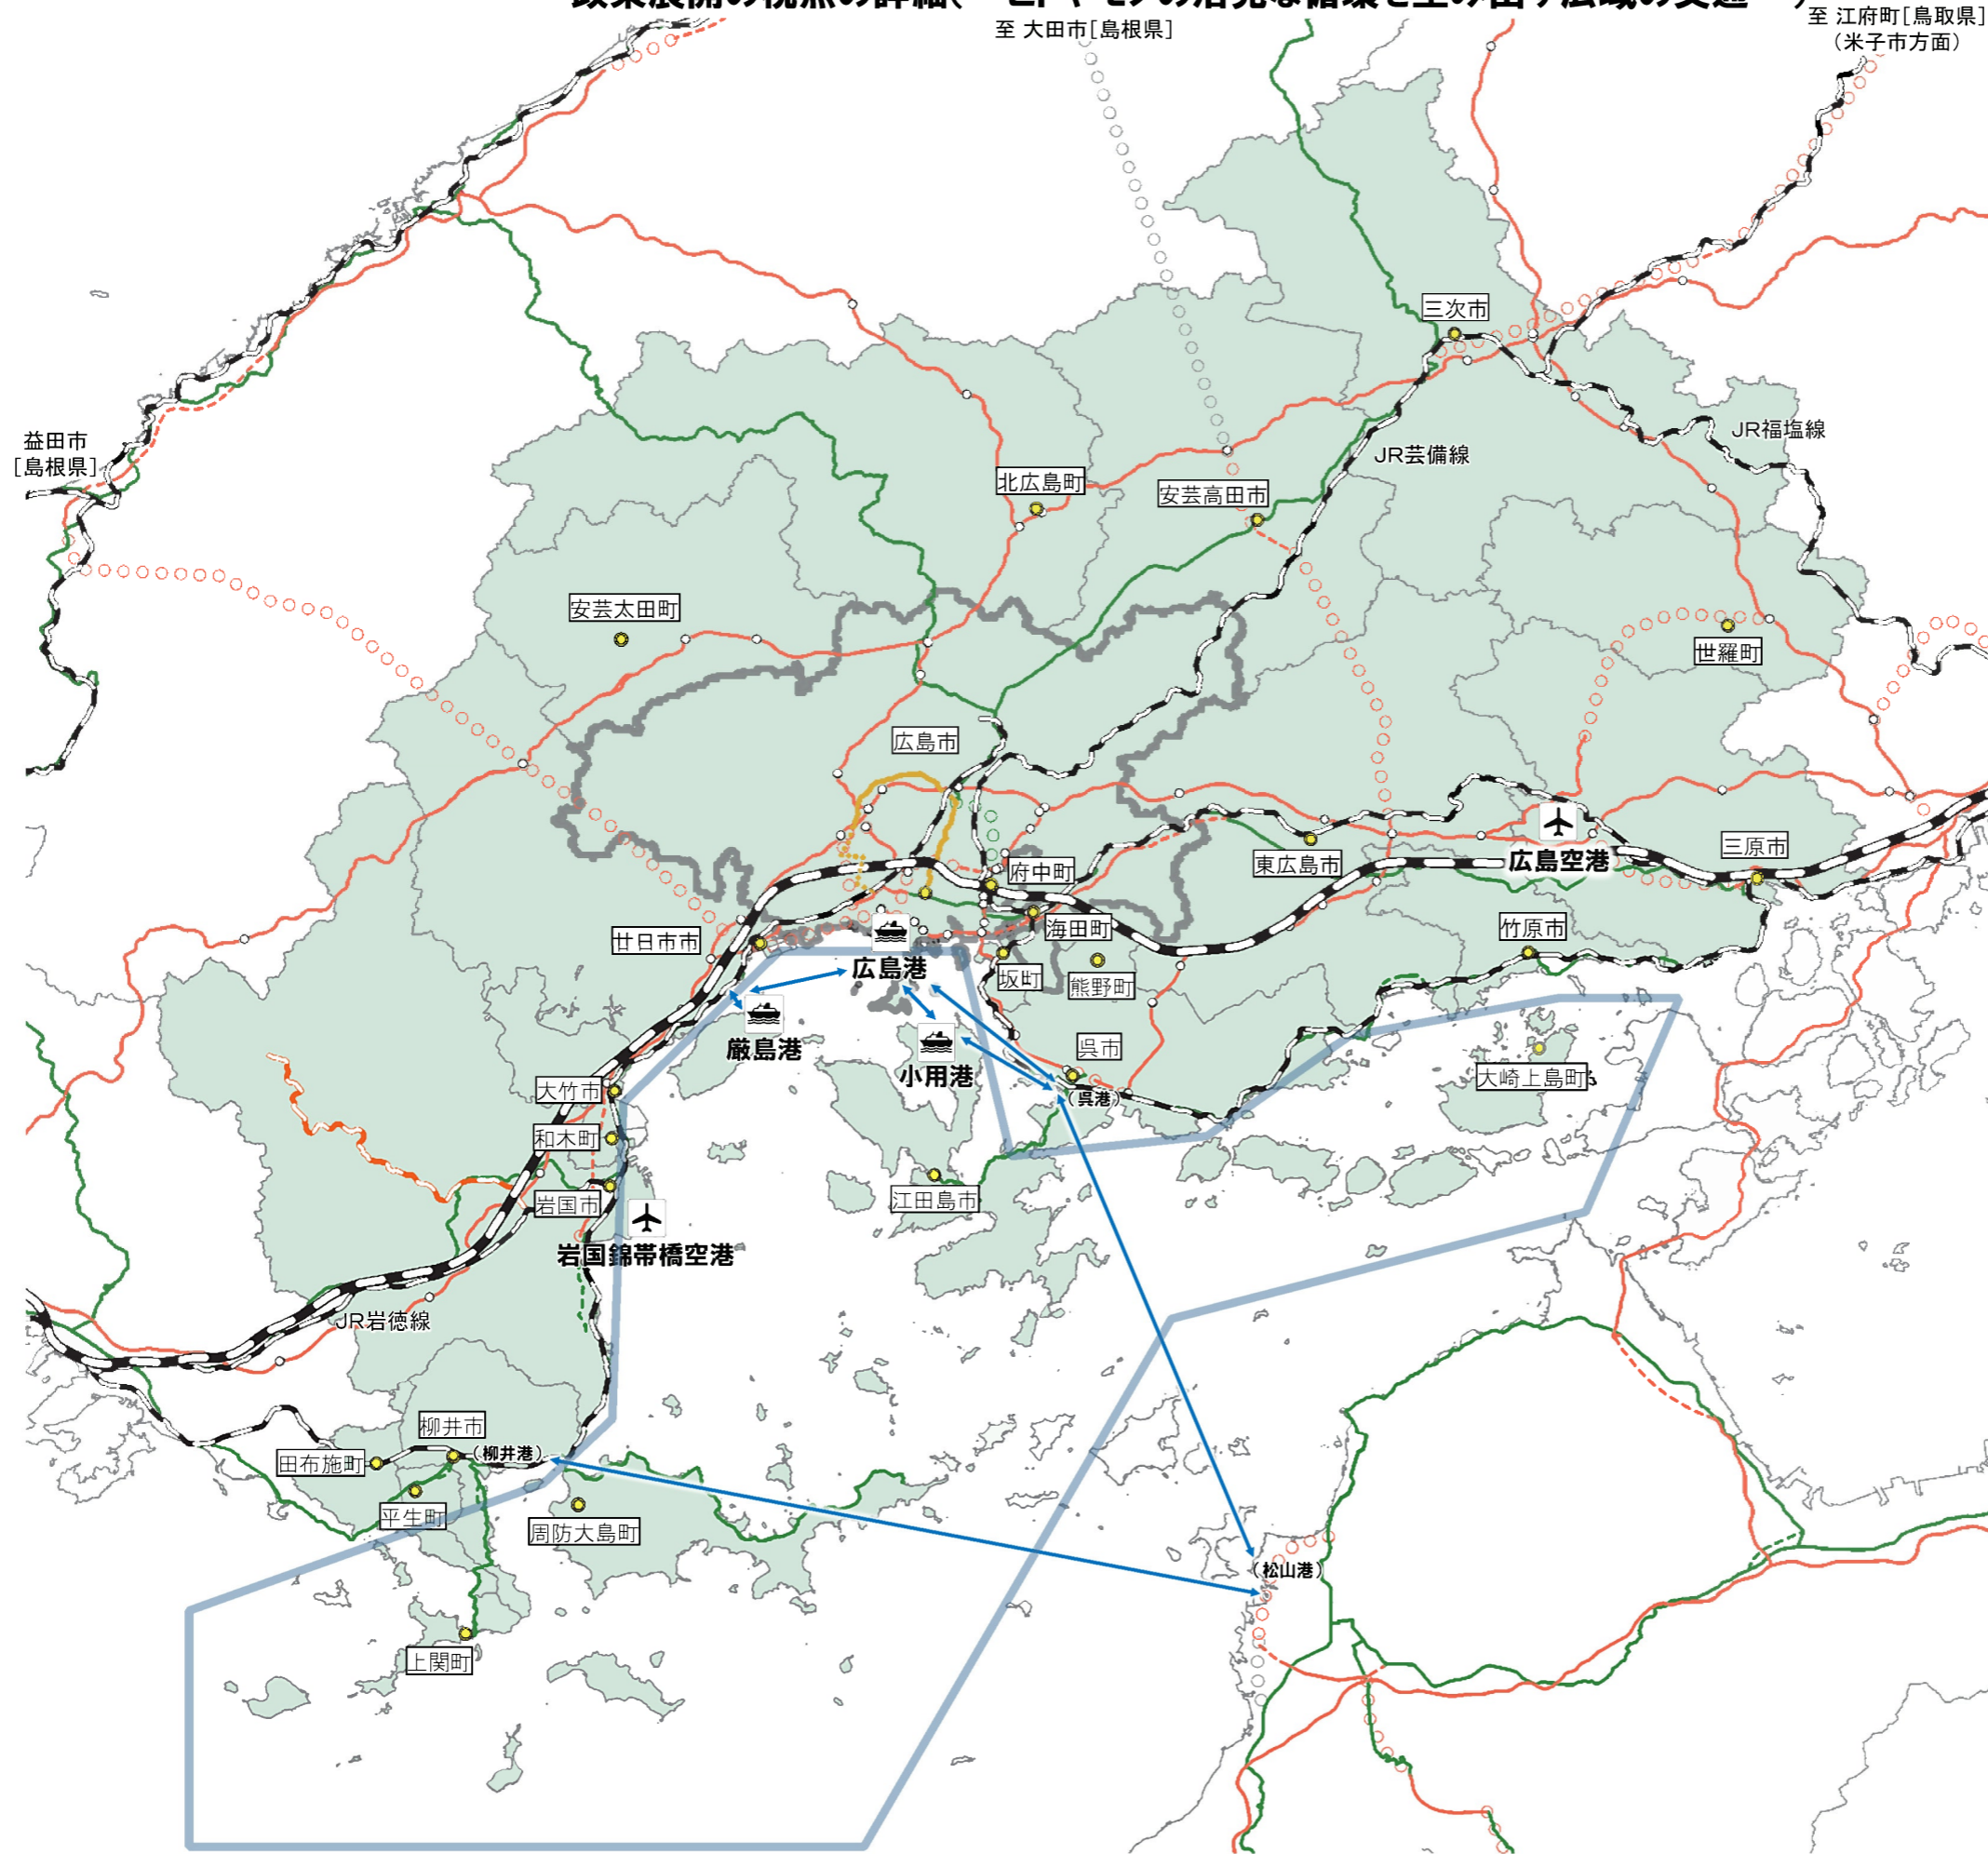 至 大田市[島根県]
至 江府町[鳥取県]
（米子市方面）
三次市
JR福塩線
益田市
[島根県]
JR芸備線
北広島町
安芸高田市
安芸太田町
世羅町
広島市
広島空港
三原市
府中町
東広島市
竹原市
廿日市市
海田町
広島港
坂町
熊野町
厳島港
小用港
呉市
大崎上島町
大竹市
（呉港）
和木町
岩国市
江田島市
岩国錦帯橋空港
JR岩徳線
柳井市
（柳井港）
田布施町
平生町
周防大島町
（松山港）
上関町